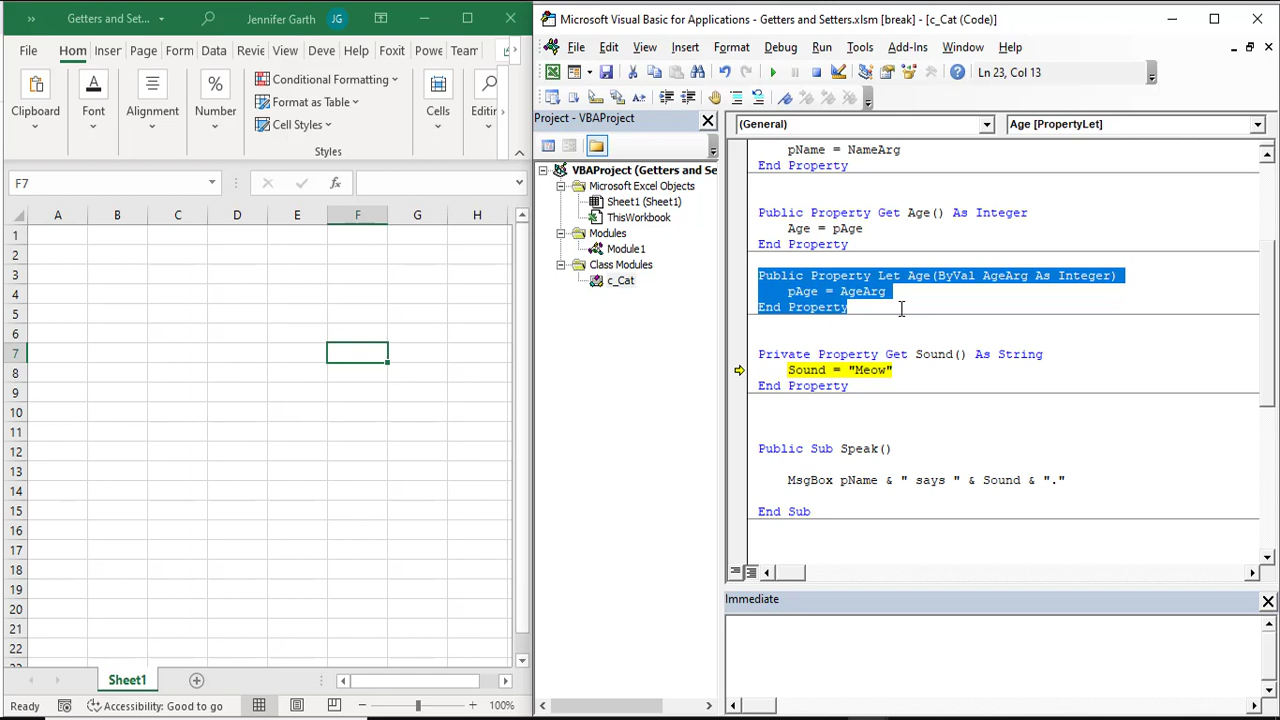 Getters and Set...
Jennifer Garth
JG
File
Hom
Inser
Page
Form
Data
Revie
View
Deve
Help
Foxit
Powe
Team
Clipboard
Font
Alignment
Number
Conditional Formatting
Format as Table
Cell Styles
Styles
Cells
Editing
F7
A B C D E F G H
1
2
3
4
5
6
7
8
9
10
11
12
13
14
15
16
17
18
19
20
21
22
Sheet1
Ready
Accessibility: Good to go
100%
Microsoft Visual Basic for Applications - Getters and Setters.xlsm [break] - [c_Cat (Code)]
File Edit View Insert Format Debug Run Tools Add-Ins Window Help
Ln 23, Col 13
Project - VBAProject
VBAProject (Getters and Se
Microsoft Excel Objects
Sheet1 (Sheet1)
ThisWorkbook
Modules
Module1
Class Modules
c_Cat
(General)
Age [PropertyLet]
pName = NameArg
End Property
Public Property Get Age() As Integer
Age = pAge
End Property
Public Property Let Age(ByVal AgeArg As Integer)
pAge = AgeArg
End Property
Private Property Get Sound() As String
Sound = "Meow"
End Property
Public Sub Speak()
MsgBox pName & " says " & Sound & "."
End Sub
Immediate